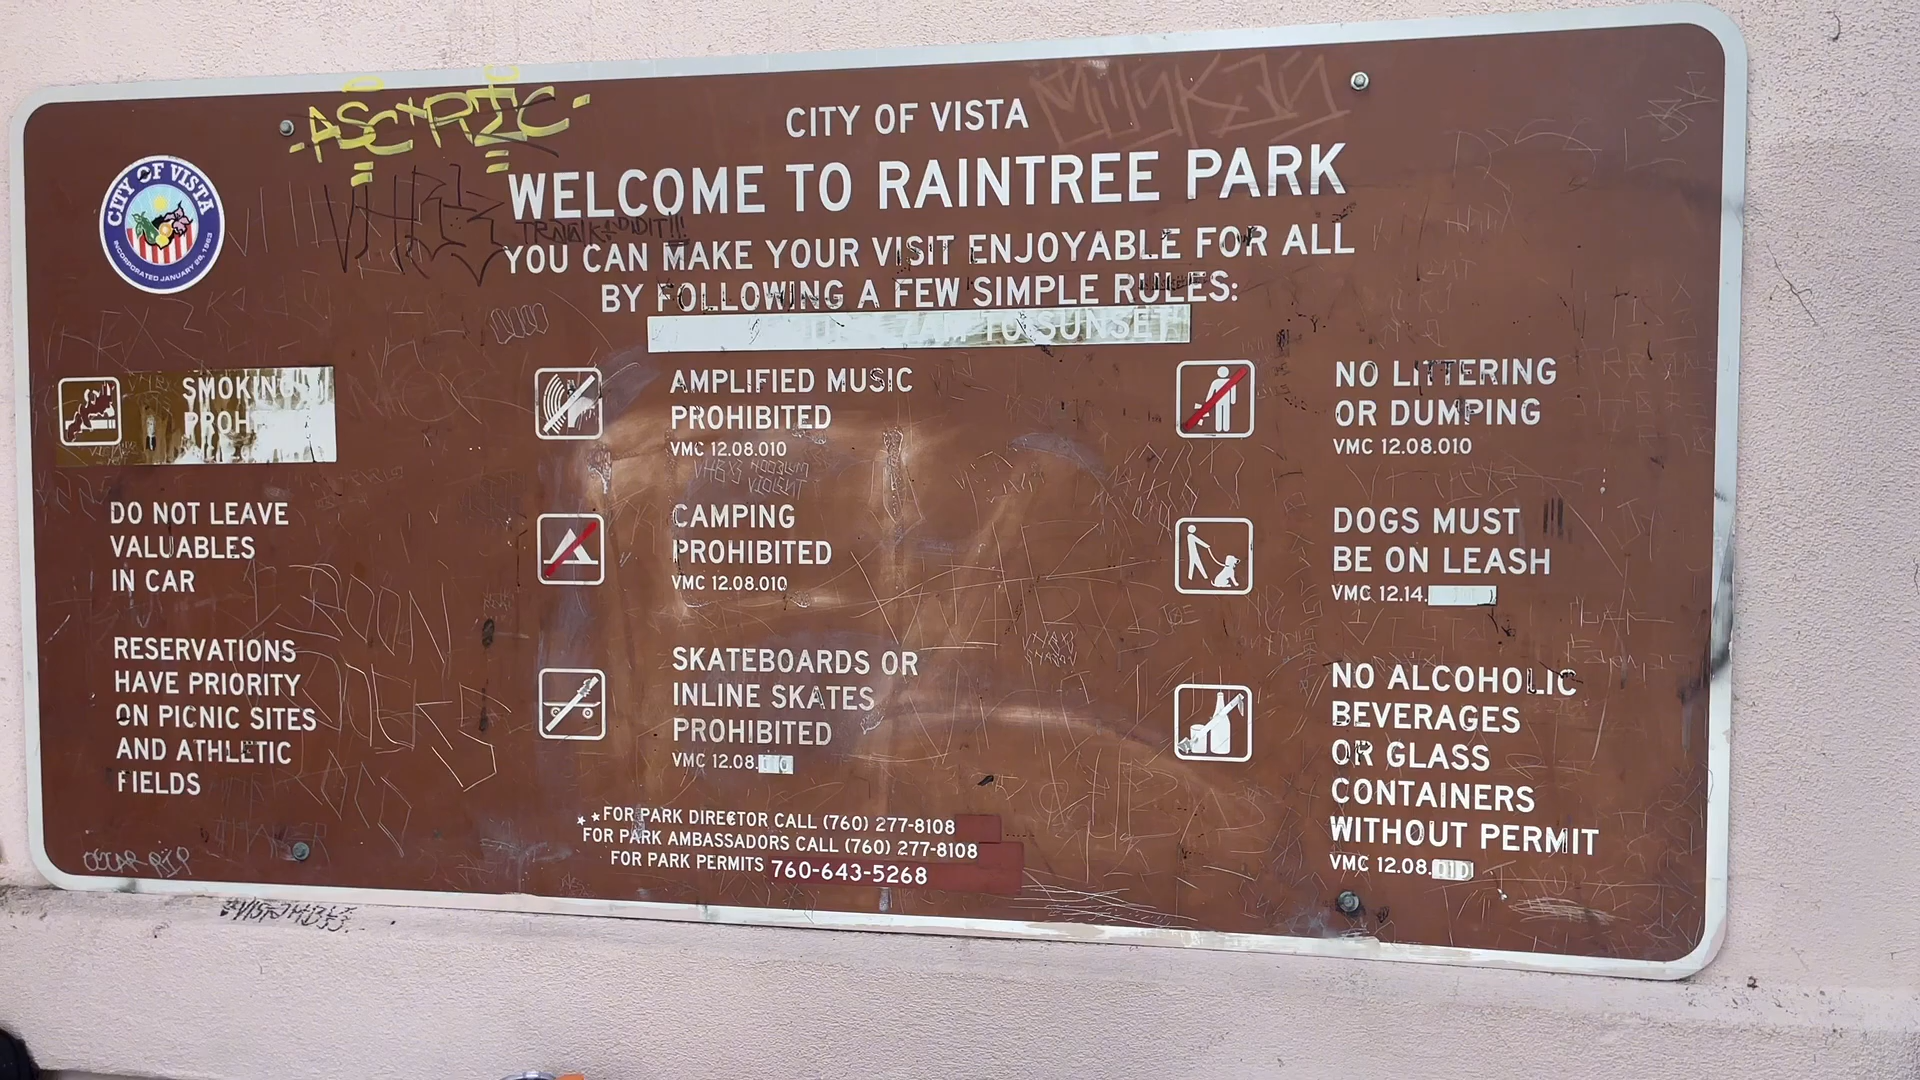 CITY OF VISTA
INCORPORATED JANUARY 28, 1963
ASCYPTIC
CITY OF VISTA
WELCOME TO RAINTREE PARK
YOU CAN MAKE YOUR VISIT ENJOYABLE FOR ALL
BY FOLLOWING A FEW SIMPLE RULES:
7AM TO SUNSET
SMOKING
PROH
DO NOT LEAVE
VALUABLES
IN CAR
RESERVATIONS
HAVE PRIORITY
ON PICNIC SITES
AND ATHLETIC
FIELDS
AMPLIFIED MUSIC
PROHIBITED
VMC 12.08.010
CAMPING
PROHIBITED
VMC 12.08.010
SKATEBOARDS OR
INLINE SKATES
PROHIBITED
VMC 12.08.
NO LITTERING
OR DUMPING
VMC 12.08.010
DOGS MUST
BE ON LEASH
VMC 12.14.
NO ALCOHOLIC
BEVERAGES
OR GLASS
CONTAINERS
WITHOUT PERMIT
VMC 12.08.010
**FOR PARK DIRECTOR CALL (760) 277-8108
FOR PARK AMBASSADORS CALL (760) 277-8108
FOR PARK PERMITS 760-643-5268
OSCAR RIP